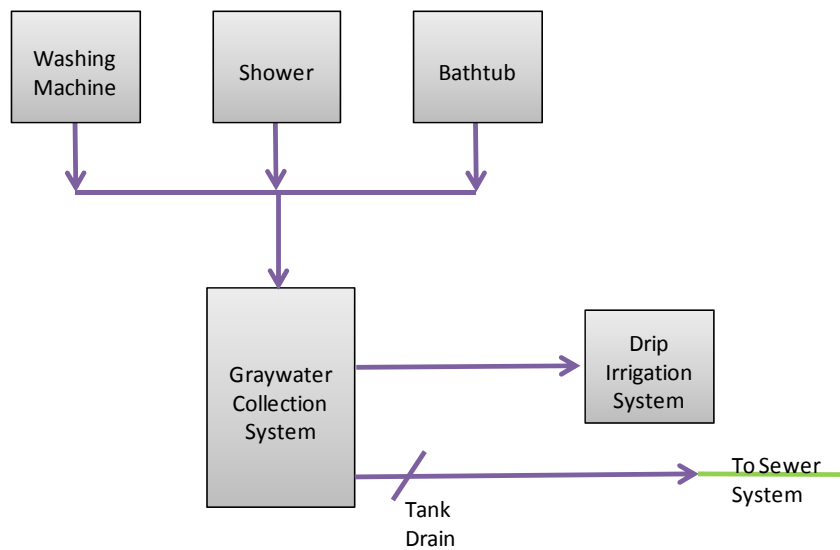 Washing
Machine
Shower
Bathtub
Graywater
Collection
System
Drip
Irrigation
System
To Sewer
System
Tank
Drain